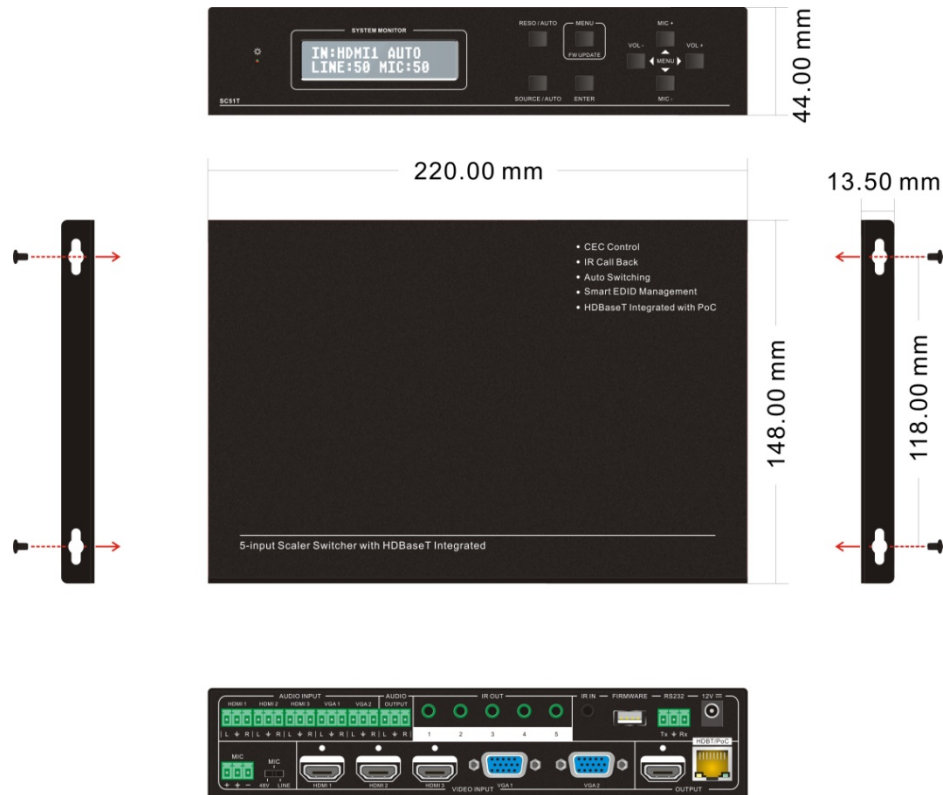 SYSTEM MONITOR
IN:HDMI1 AUTO
LINE:50 MIC:50
SC51T
RESO / AUTO
MENU
FW UPDATE
SOURCE / AUTO
ENTER
MIC +
VOL -
MENU
VOL +
MIC -
44.00 mm
220.00 mm
13.50 mm
• CEC Control
• IR Call Back
• Auto Switching
• Smart EDID Management
• HDBaseT Integrated with PoC
148.00 mm
118.00 mm
5-input Scaler Switcher with HDBaseT Integrated
AUDIO INPUT
AUDIO
IR OUT
IR IN
FIRMWARE
RS232
12V
HDMI 1 HDMI 2 HDMI 3 VGA 1 VGA 2 OUTPUT
L R L R L R L R L R L R
1 2 3 4 5
Tx Rx
HDBT/PoC
MIC
+ -
MIC
48V LINE
HDMI 1 HDMI 2 HDMI 3 VGA 1 VGA 2
VIDEO INPUT
OUTPUT